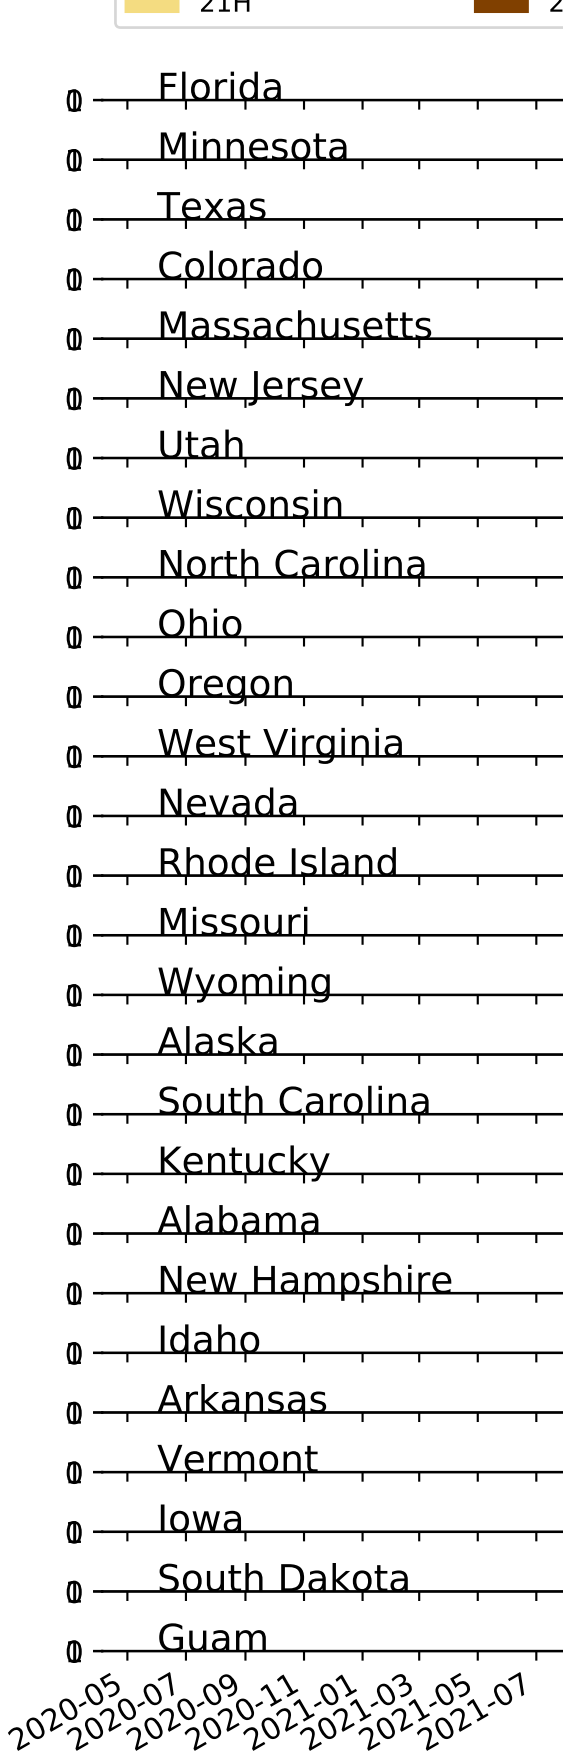 21H
Florida
Minnesota
Texas
Colorado
Massachusetts
New Jersey
Utah
Wisconsin
North Carolina
Ohio
Oregon
West Virginia
Nevada
Rhode Island
Missouri
Wyoming
Alaska
South Carolina
Kentucky
Alabama
New Hampshire
Idaho
Arkansas
Vermont
Iowa
South Dakota
Guam
2020-05 2020-07 2020-09 2020-11 2021-01 2021-03 2021-05 2021-07